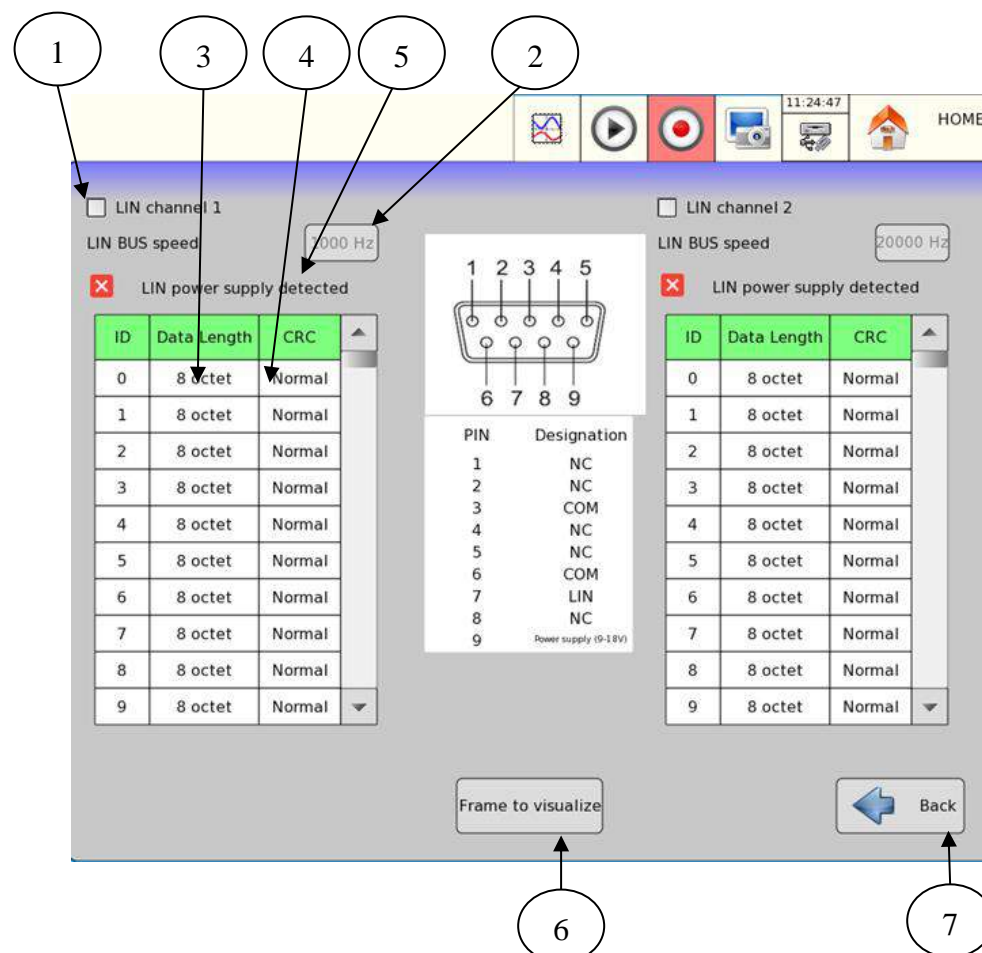 1 3 4 5 2
11:24:47
HOME
LIN channel 1
LIN BUS speed 1000 Hz
LIN power supply detected
ID Data Length CRC
0 8 octet Normal
1 8 octet Normal
2 8 octet Normal
3 8 octet Normal
4 8 octet Normal
5 8 octet Normal
6 8 octet Normal
7 8 octet Normal
8 8 octet Normal
9 8 octet Normal
1 2 3 4 5
6 7 8 9
PIN Designation
1 NC
2 NC
3 COM
4 NC
5 NC
6 COM
7 LIN
8 NC
9 Power supply (9-18V)
LIN channel 2
LIN BUS speed 20000 Hz
LIN power supply detected
ID Data Length CRC
0 8 octet Normal
1 8 octet Normal
2 8 octet Normal
3 8 octet Normal
4 8 octet Normal
5 8 octet Normal
6 8 octet Normal
7 8 octet Normal
8 8 octet Normal
9 8 octet Normal
Frame to visualize
Back
6 7